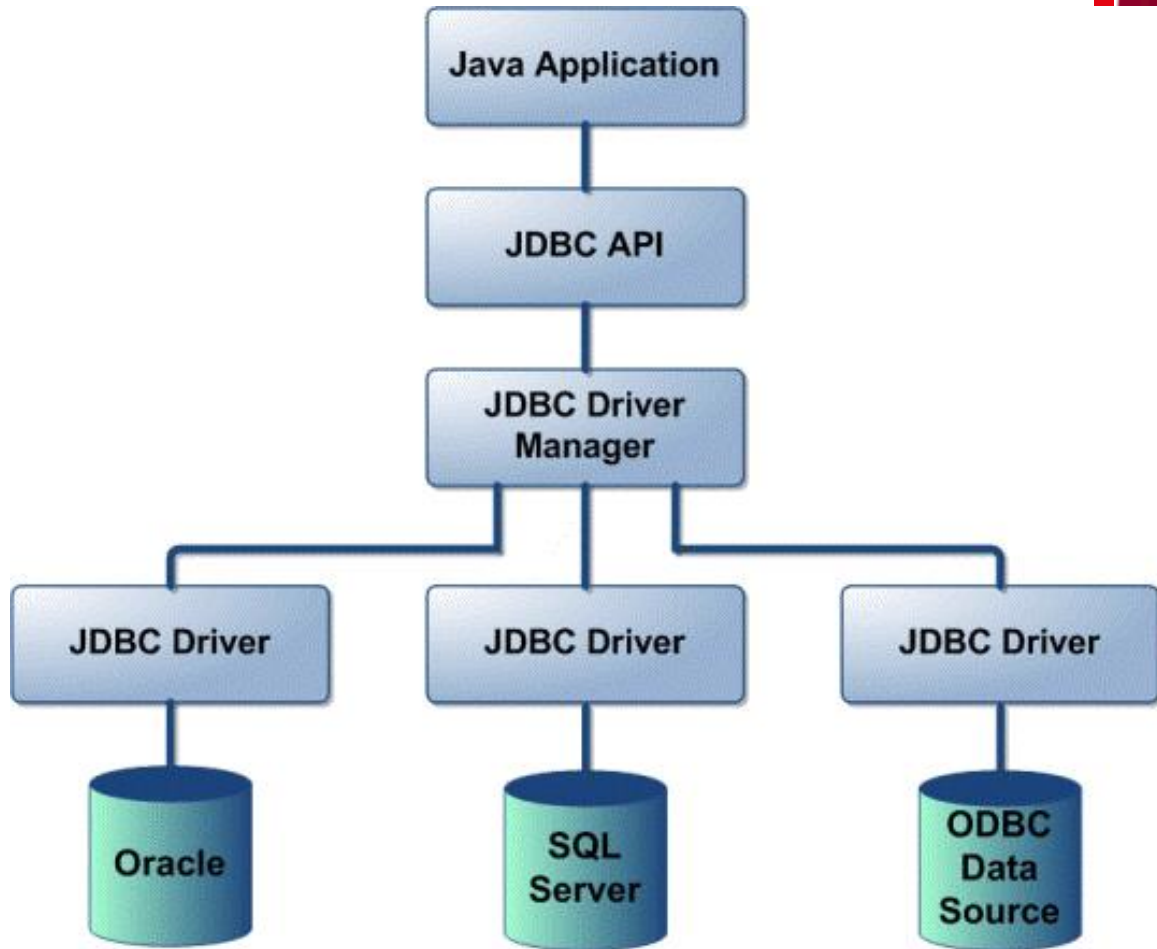 Java Application
JDBC API
JDBC Driver
Manager
JDBC Driver
JDBC Driver
JDBC Driver
Oracle
SQL
Server
ODBC
Data
Source